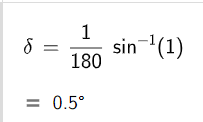 δ = 1/180 sin⁻¹(1)
= 0.5°